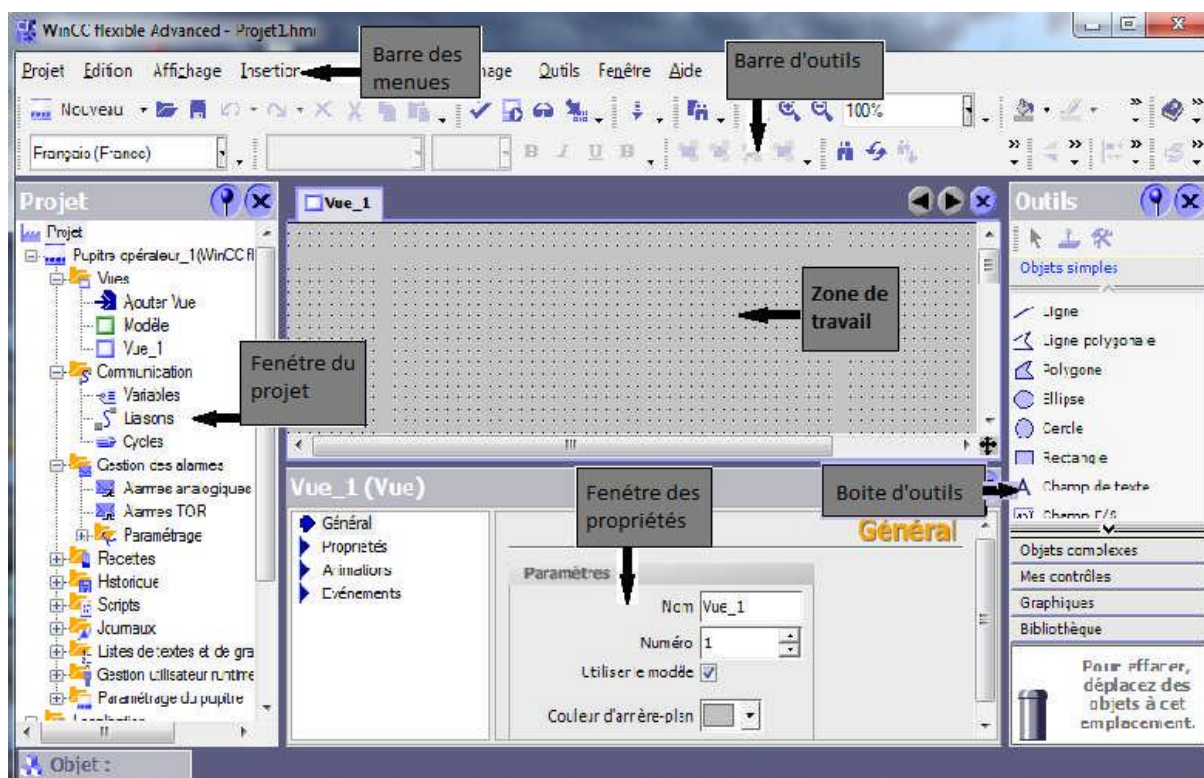 WinCC flexible Advanced - Projet1.hmi
Projet Edition Affichage Insertion Outils Fenêtre Aide
Barre des
menues
Barre d'outils
Nouveau 100%
Français (France)
B I U B
Projet
Projet
Pupitre opérateur_1(WinCC fl
Vues
Ajouter Vue
Modèle
Vue_1
Communication
Variables
Liaisons
Cycles
Gestion des alarmes
Alarmes analogiques
Alarmes TOR
Paramétrage
Recettes
Historique
Scripts
Journaux
Listes de textes et de gra
Gestion utilisateur runtime
Paramétrage du pupitre
Fenétre du
projet
Vue_1
Zone de
travail
Vue_1 (Vue)
Général
Propriétés
Animations
Evénements
Fenétre des
propriétés
Boite d'outils
Général
Paramètres
Nom Vue_1
Numéro 1
Utiliser le modèle
Couleur d'arrière-plan
Outils
Objets simples
Ligne
Ligne polygonale
Polygone
Ellipse
Cercle
Rectangle
A Champ de texte
Champ E/S
Objets complexes
Mes contrôles
Graphiques
Bibliothèque
Pour effacer,
déplacez des
objets à cet
emplacement.
Objet :